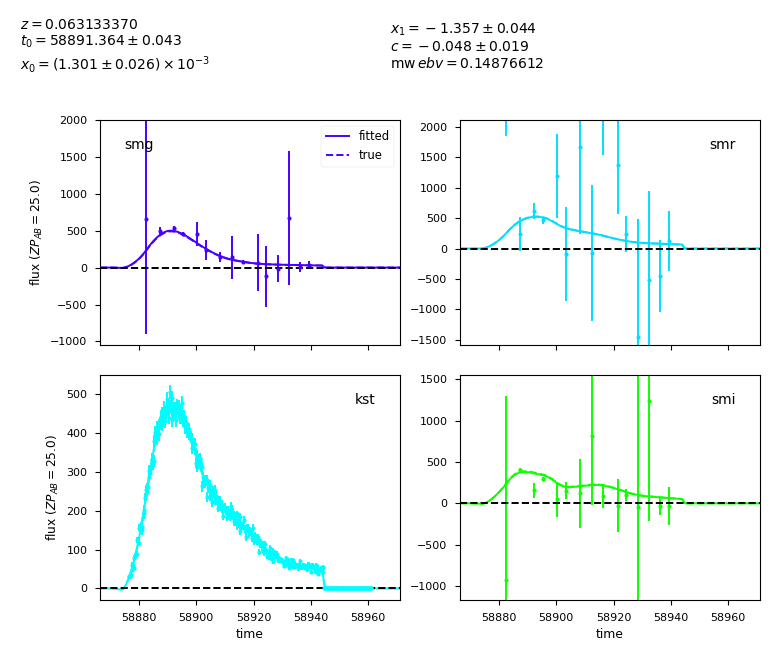 z = 0.063133370
t₀ = 58891.364 ± 0.043
x₀ = (1.301 ± 0.026) × 10⁻³
x₁ = −1.357 ± 0.044
c = −0.048 ± 0.019
mw ebv = 0.14876612
smg
fitted
true
2000
1500
1000
500
0
−500
−1000
flux (ZP_AB = 25.0)
smr
2000
1500
1000
500
0
−500
−1000
−1500
kst
500
400
300
200
100
0
flux (ZP_AB = 25.0)
58880 58900 58920 58940 58960
time
smi
1500
1000
500
0
−500
−1000
58880 58900 58920 58940 58960
time